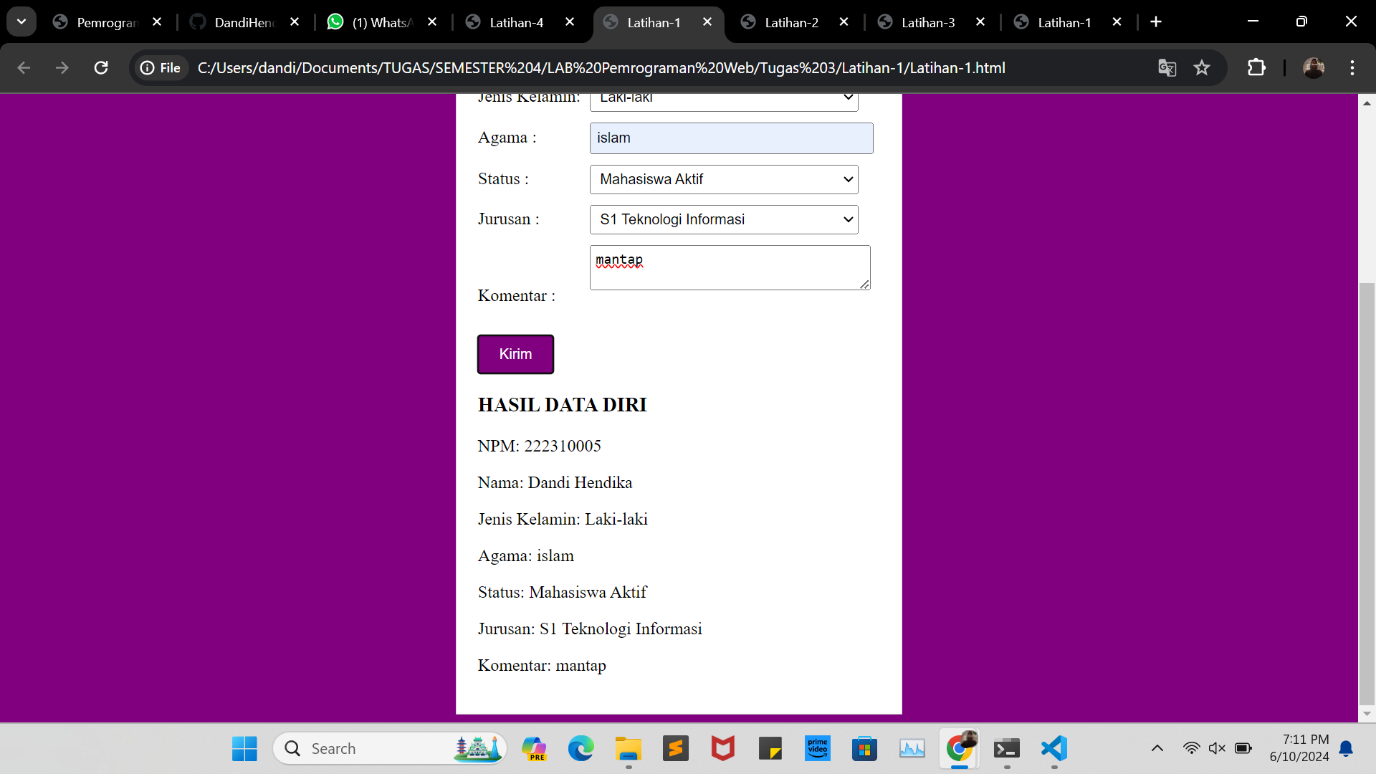 Pemrogran
DandiHen
(1) WhatsA
Latihan-4
Latihan-1
Latihan-2
Latihan-3
Latihan-1
File
C:/Users/dandi/Documents/TUGAS/SEMESTER%204/LAB%20Pemrograman%20Web/Tugas%203/Latihan-1/Latihan-1.html
Jenis Kelamin: Laki-laki
Agama : islam
Status : Mahasiswa Aktif
Jurusan : S1 Teknologi Informasi
mantap
Komentar :
Kirim
HASIL DATA DIRI
NPM: 222310005
Nama: Dandi Hendika
Jenis Kelamin: Laki-laki
Agama: islam
Status: Mahasiswa Aktif
Jurusan: S1 Teknologi Informasi
Komentar: mantap
Search
PRE
prime video
7:11 PM
6/10/2024